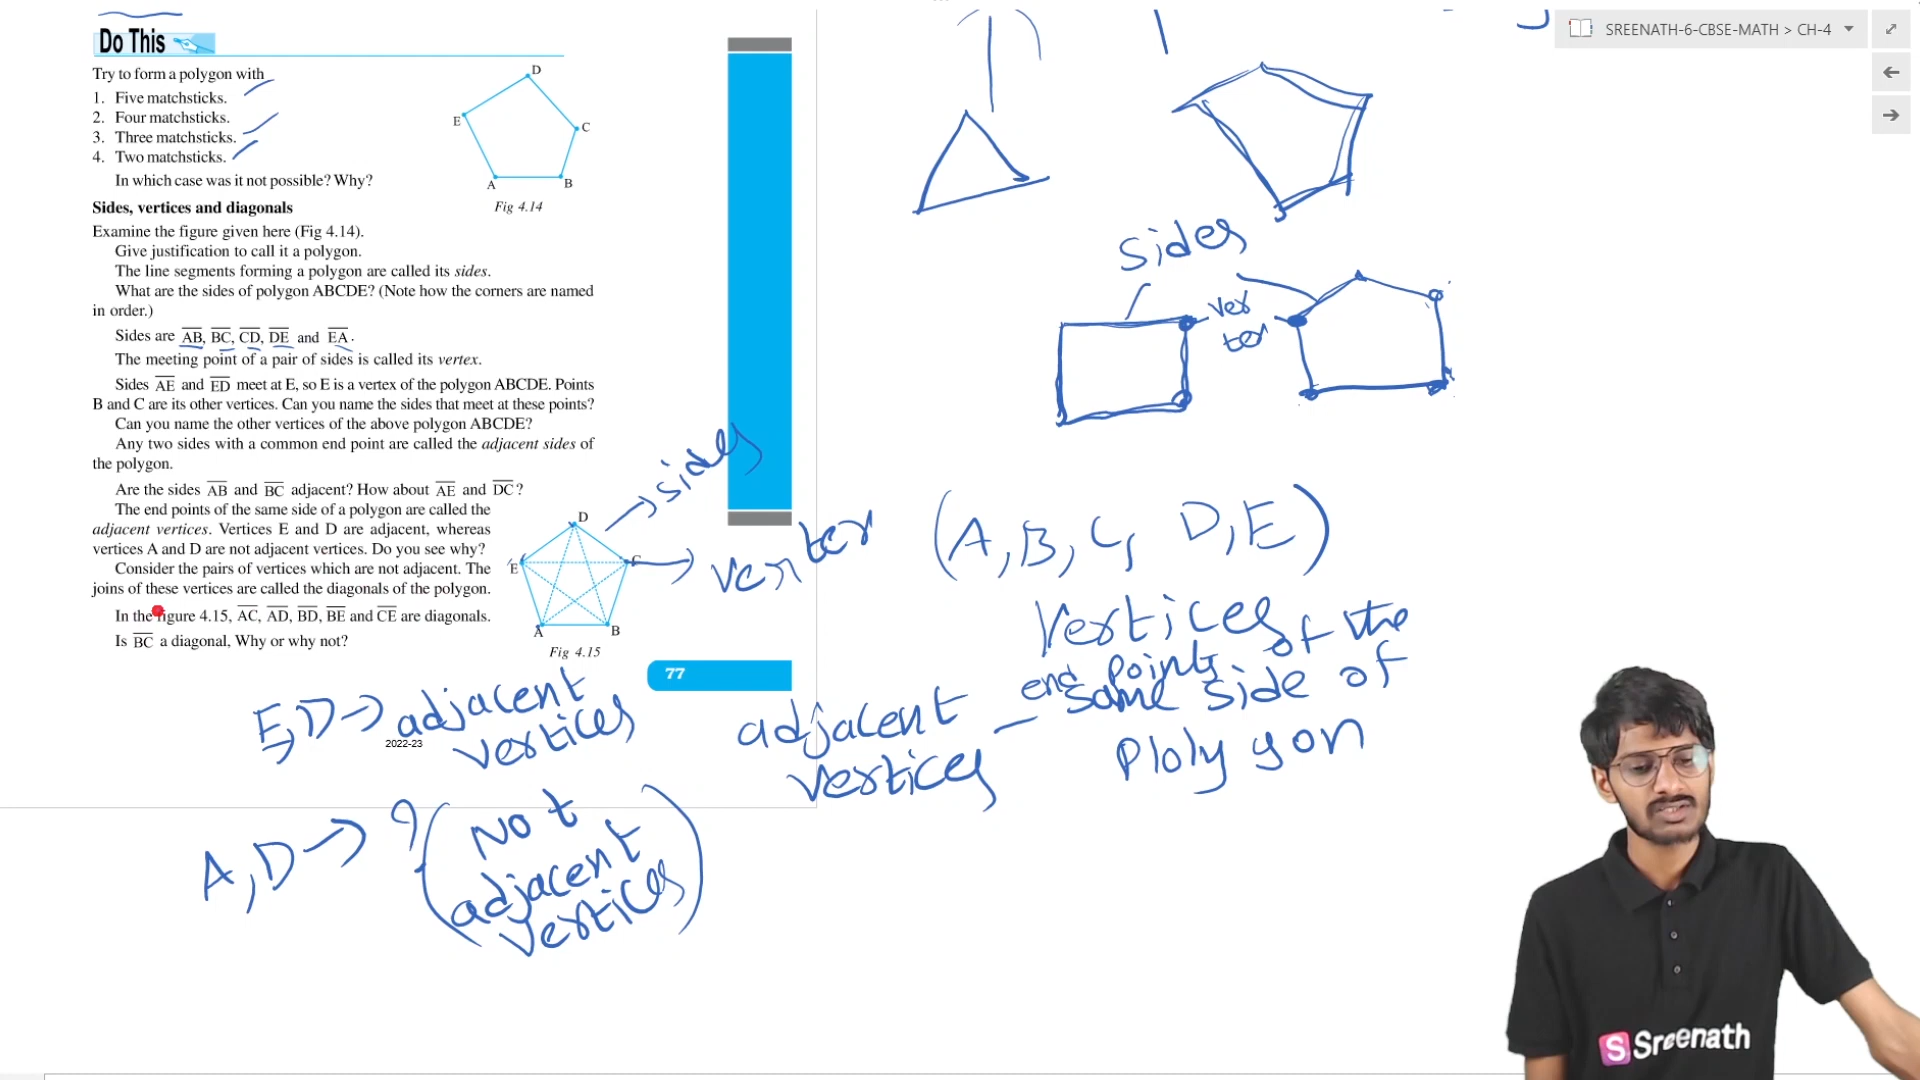 Do This
Try to form a polygon with
1. Five matchsticks.
2. Four matchsticks.
3. Three matchsticks.
4. Two matchsticks.
In which case was it not possible? Why?
D
E
C
A
B
Fig 4.14
Sides, vertices and diagonals
Examine the figure given here (Fig 4.14).
Give justification to call it a polygon.
The line segments forming a polygon are called its sides.
What are the sides of polygon ABCDE? (Note how the corners are named
in order.)
Sides are AB, BC, CD, DE and EA.
The meeting point of a pair of sides is called its vertex.
Sides AE and ED meet at E, so E is a vertex of the polygon ABCDE. Points
B and C are its other vertices. Can you name the sides that meet at these points?
Can you name the other vertices of the above polygon ABCDE?
Any two sides with a common end point are called the adjacent sides of
the polygon.
Are the sides AB and BC adjacent? How about AE and DC?
The end points of the same side of a polygon are called the
adjacent vertices. Vertices E and D are adjacent, whereas
vertices A and D are not adjacent vertices. Do you see why?
Consider the pairs of vertices which are not adjacent. The
joins of these vertices are called the diagonals of the polygon.
In the figure 4.15, AC, AD, BD, BE and CE are diagonals.
Is BC a diagonal, Why or why not?
D
E
C
A
B
Fig 4.15
77
2022-23
SREENATH-6-CBSE-MATH > CH-4
sides
ver
ter
sides
verter
(A, B, C, D, E)
Vertices
adjacent
vertices
– end points of the
same side of
Ploly gon
E, D → adjacent
vertices
A, D → ? (Not
adjacent
vertices)
S Sreenath